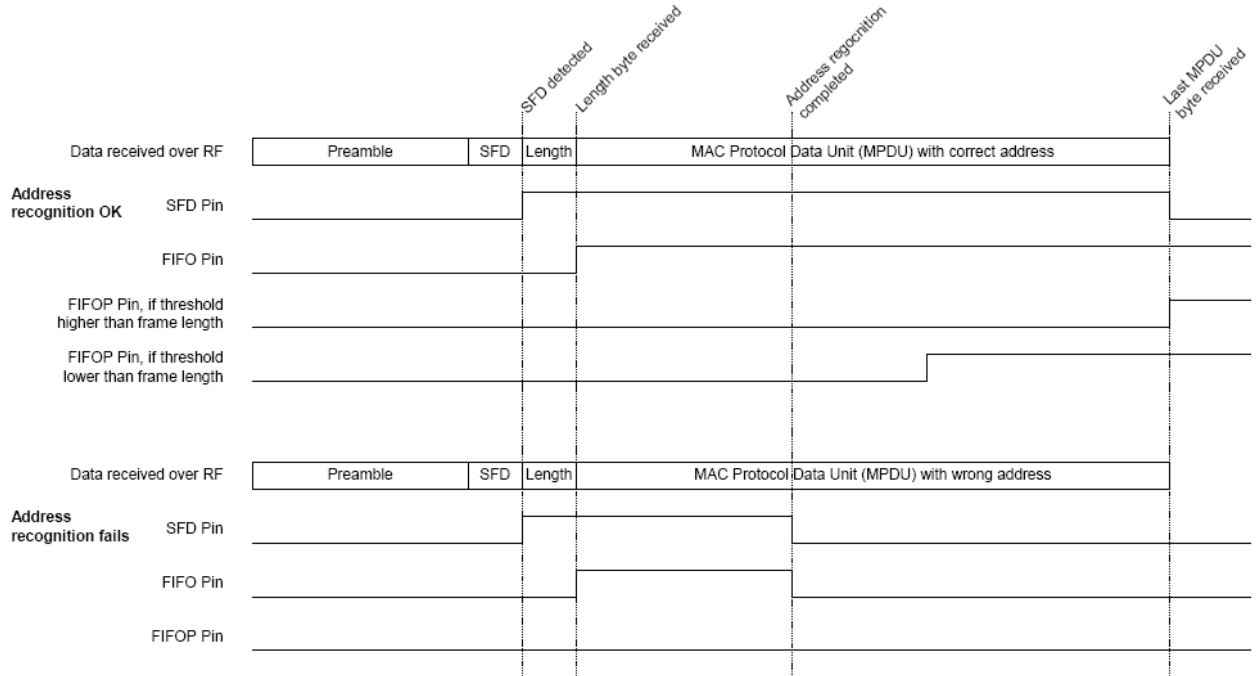 SFD detected
Length byte received
Address regocnition
completed
Last MPDU
byte received
Data received over RF
Preamble
SFD
Length
MAC Protocol Data Unit (MPDU) with correct address
Address
recognition OK
SFD Pin
FIFO Pin
FIFOP Pin, if threshold
higher than frame length
FIFOP Pin, if threshold
lower than frame length
Data received over RF
Preamble
SFD
Length
MAC Protocol Data Unit (MPDU) with wrong address
Address
recognition fails
SFD Pin
FIFO Pin
FIFOP Pin